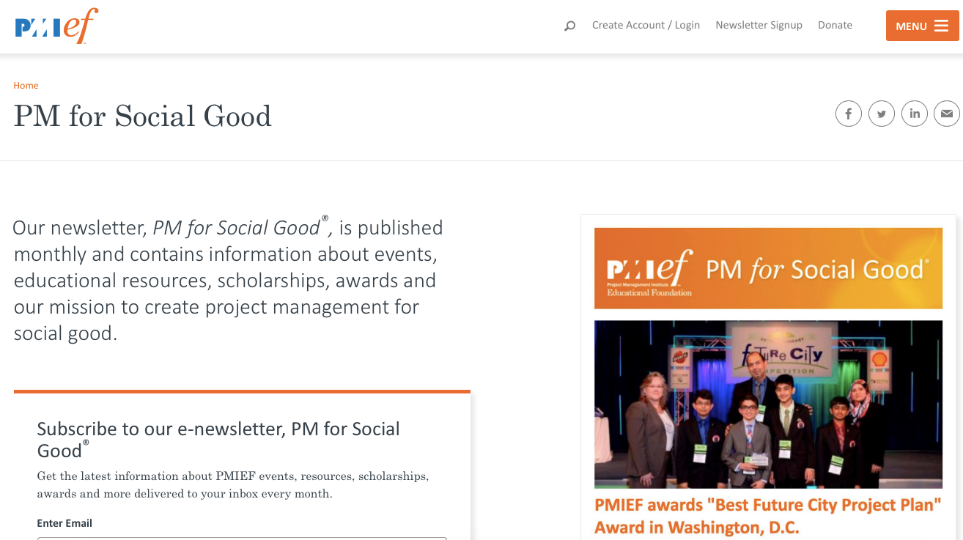 PMIef
Create Account / Login
Newsletter Signup
Donate
MENU
Home
PM for Social Good
Our newsletter, PM for Social Good®, is published
monthly and contains information about events,
educational resources, scholarships, awards and
our mission to create project management for
social good.
Subscribe to our e-newsletter, PM for Social
Good®
Get the latest information about PMIEF events, resources, scholarships,
awards and more delivered to your inbox every month.
Enter Email
PMIef PM for Social Good®
Project Management Institute
Educational Foundation
future City
COMPETITION
PMIEF awards "Best Future City Project Plan"
Award in Washington, D.C.